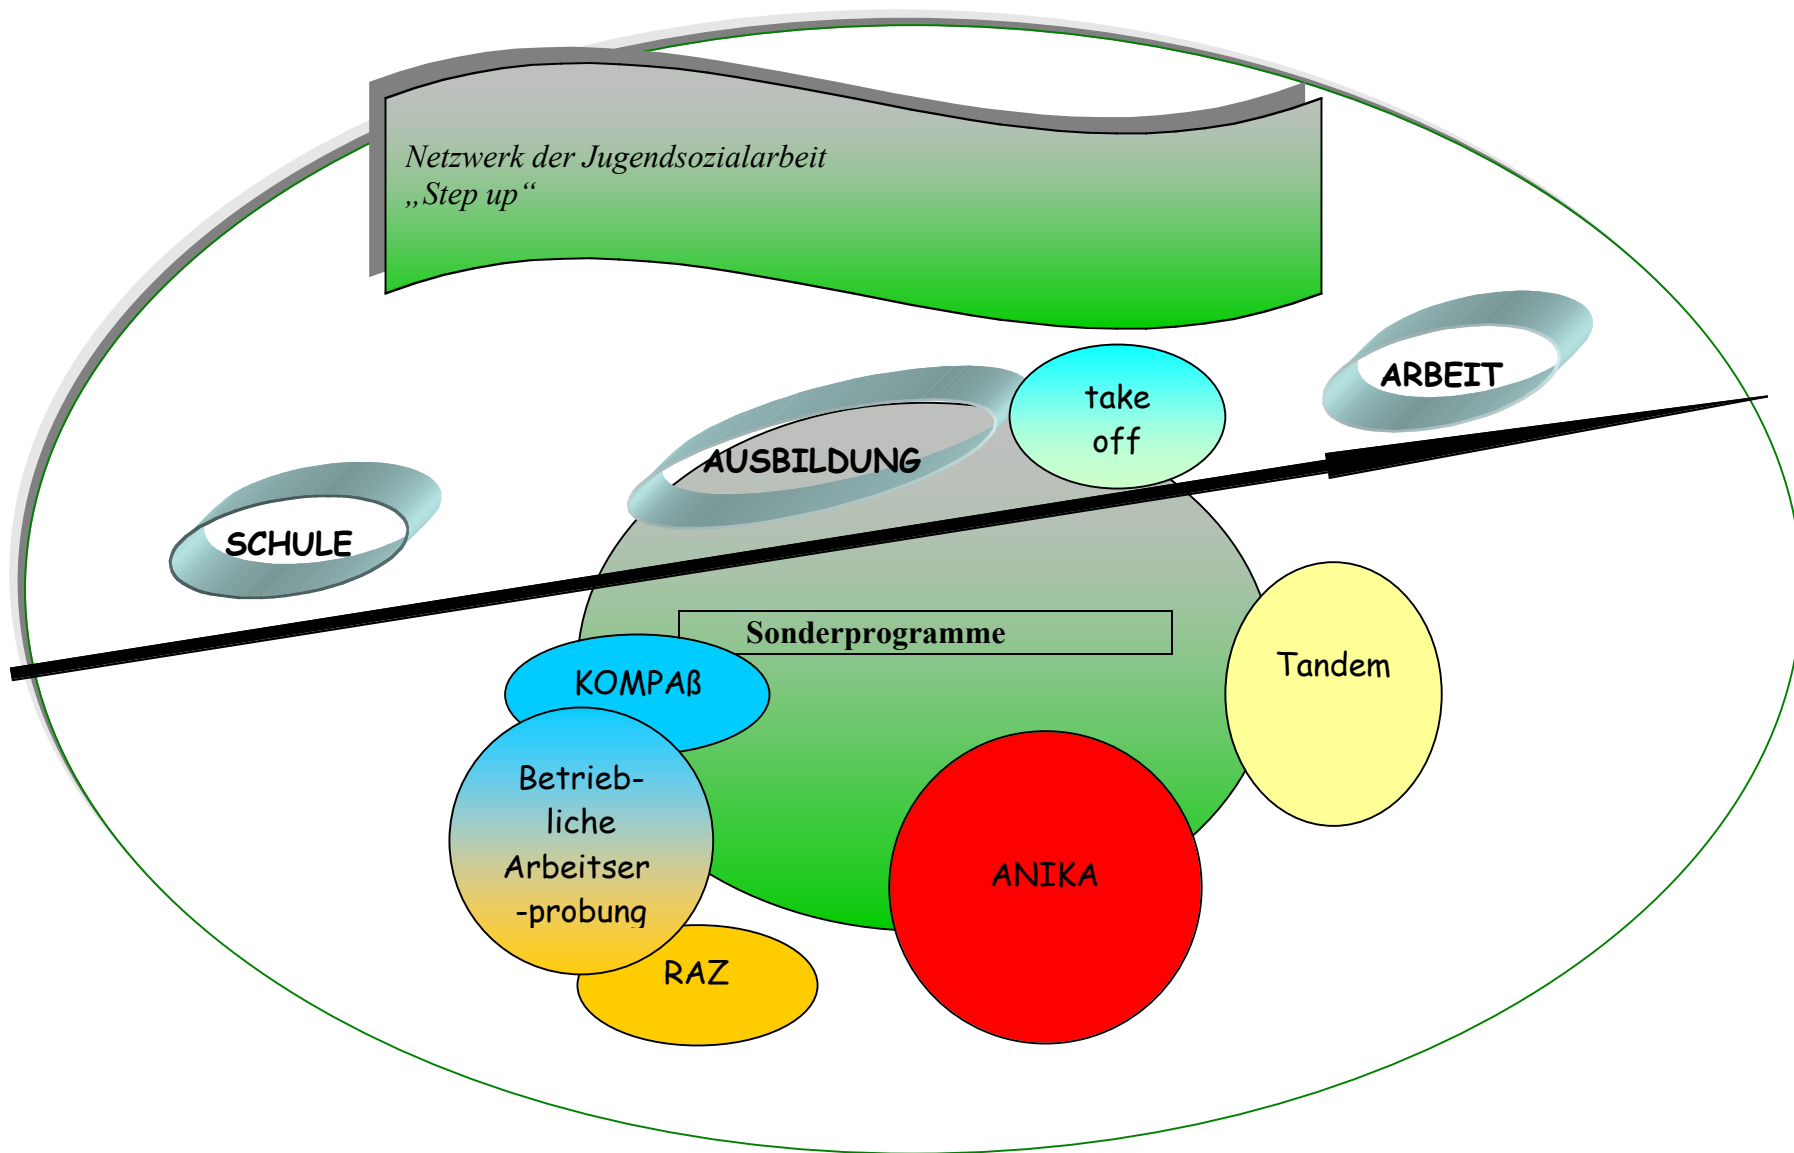 Netzwerk der Jugendsozialarbeit
„Step up“
ARBEIT
take
off
AUSBILDUNG
SCHULE
Sonderprogramme
Tandem
KOMPAß
Betrieb-
liche
Arbeitser
-probung
ANIKA
RAZ